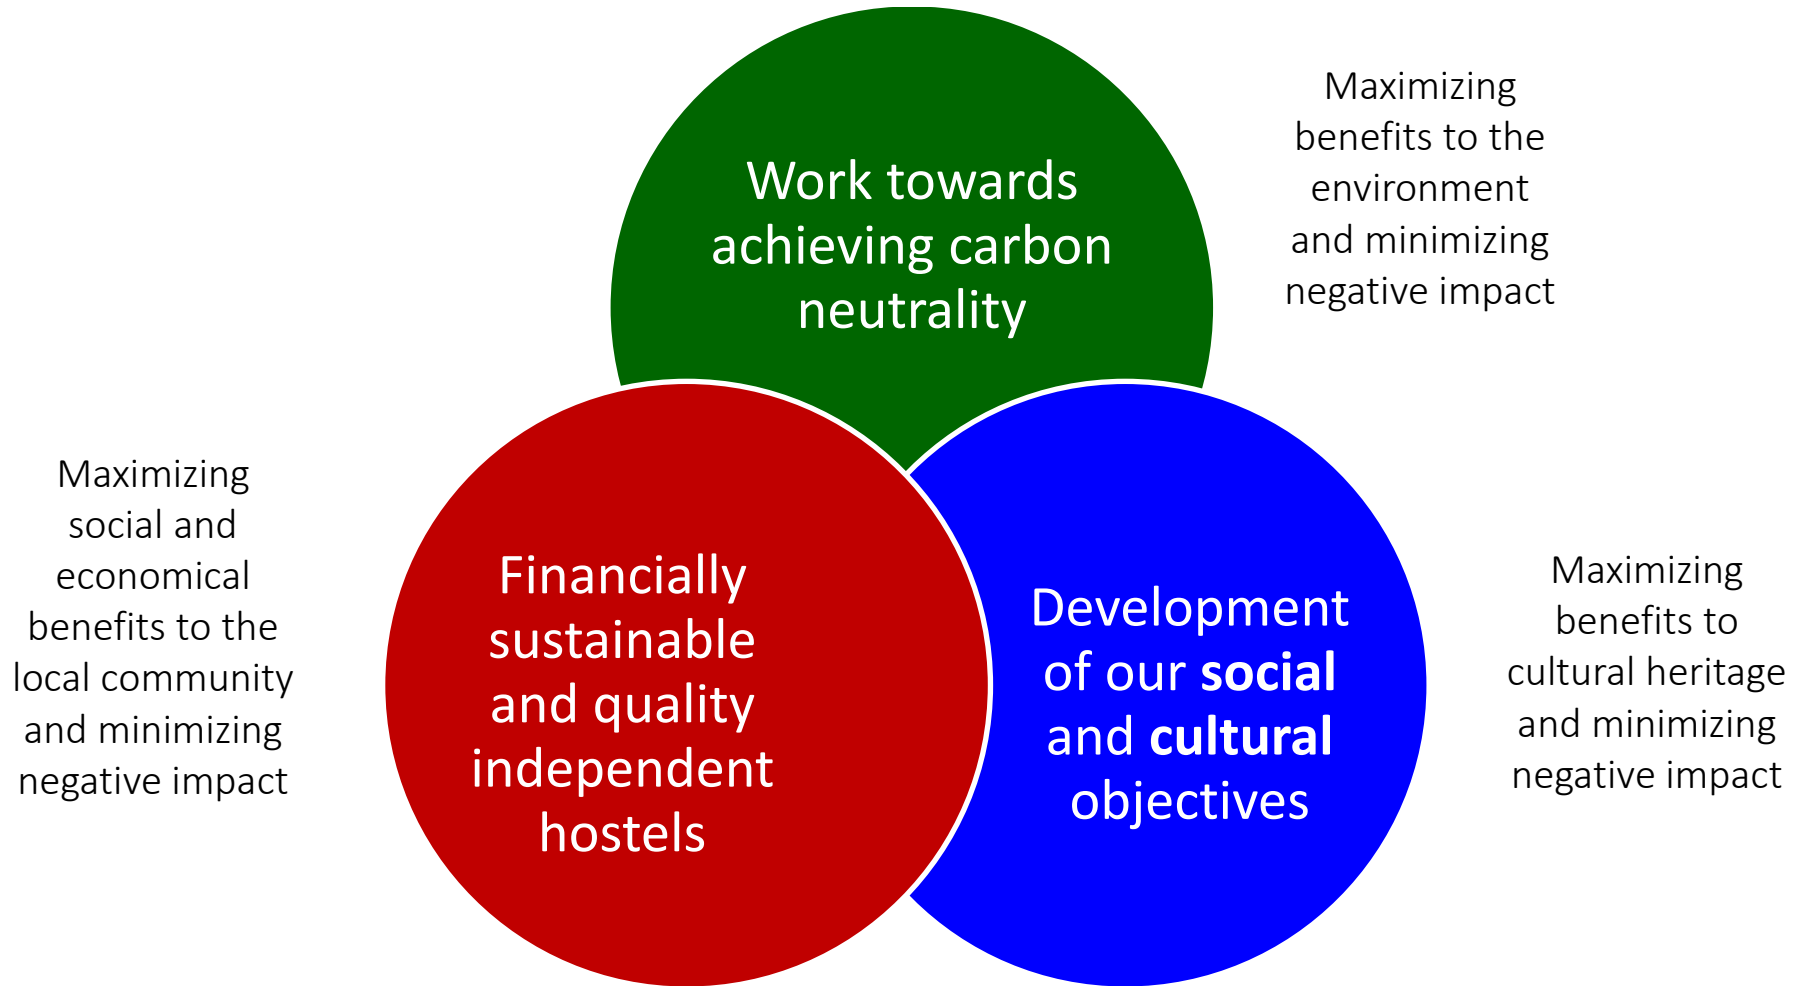 Work towards
achieving carbon
neutrality
Maximizing
benefits to the
environment
and minimizing
negative impact
Maximizing
social and
economical
benefits to the
local community
and minimizing
negative impact
Financially
sustainable
and quality
independent
hostels
Development
of our social
and cultural
objectives
Maximizing
benefits to
cultural heritage
and minimizing
negative impact